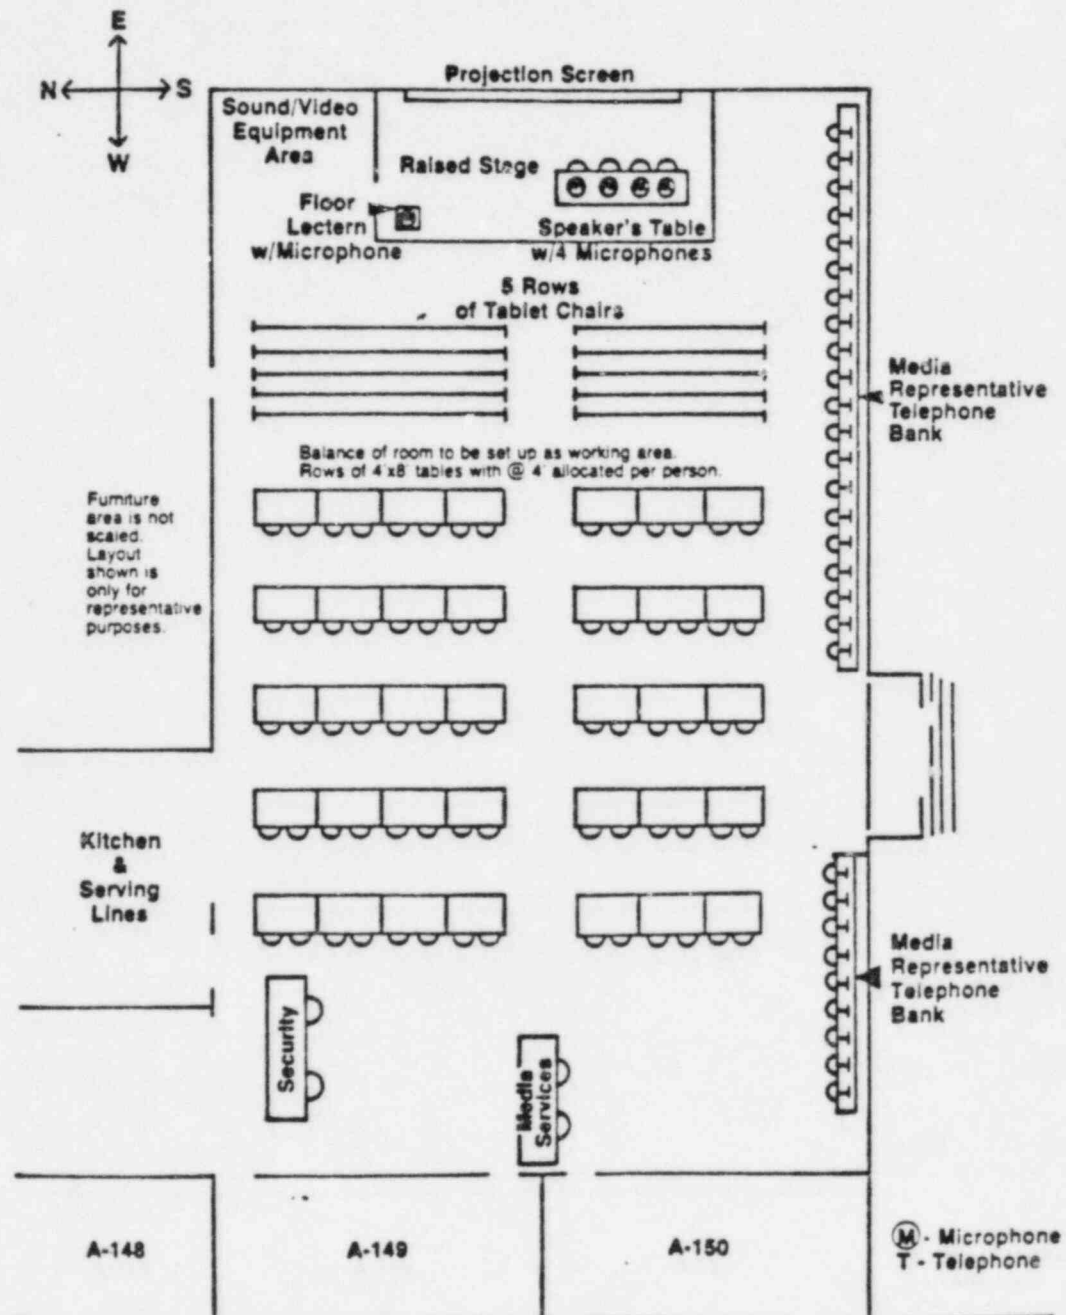 E
N S
W
Projection Screen
Sound/Video
Equipment
Area
Raised Stage
Floor
Lectern
w/Microphone
M
M M M M
Speaker's Table
w/4 Microphones
5 Rows
of Tablet Chairs
Media
Representative
Telephone
Bank
Balance of room to be set up as working area.
Rows of 4'x8' tables with @ 4' allocated per person.
Furniture
area is not
scaled.
Layout
shown is
only for
representative
purposes.
T T T T T T T T T T T T T T T T T T T T
Kitchen
&
Serving
Lines
Media
Representative
Telephone
Bank
T T T T T T T T T
Security
Media
Services
A-148
A-149
A-150
M - Microphone
T - Telephone